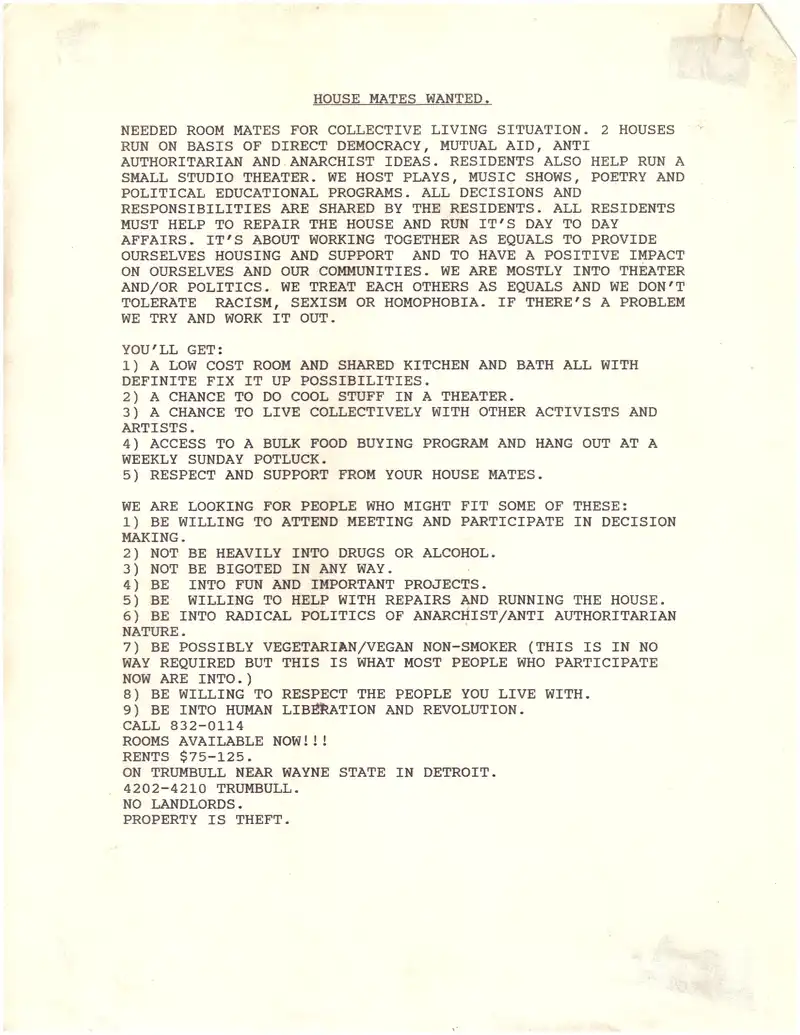 HOUSE MATES WANTED.
NEEDED ROOM MATES FOR COLLECTIVE LIVING SITUATION. 2 HOUSES
RUN ON BASIS OF DIRECT DEMOCRACY, MUTUAL AID, ANTI
AUTHORITARIAN AND ANARCHIST IDEAS. RESIDENTS ALSO HELP RUN A
SMALL STUDIO THEATER. WE HOST PLAYS, MUSIC SHOWS, POETRY AND
POLITICAL EDUCATIONAL PROGRAMS. ALL DECISIONS AND
RESPONSIBILITIES ARE SHARED BY THE RESIDENTS. ALL RESIDENTS
MUST HELP TO REPAIR THE HOUSE AND RUN IT'S DAY TO DAY
AFFAIRS. IT'S ABOUT WORKING TOGETHER AS EQUALS TO PROVIDE
OURSELVES HOUSING AND SUPPORT  AND TO HAVE A POSITIVE IMPACT
ON OURSELVES AND OUR COMMUNITIES. WE ARE MOSTLY INTO THEATER
AND/OR POLITICS. WE TREAT EACH OTHERS AS EQUALS AND WE DON'T
TOLERATE  RACISM, SEXISM OR HOMOPHOBIA. IF THERE'S A PROBLEM
WE TRY AND WORK IT OUT.
YOU'LL GET:
1) A LOW COST ROOM AND SHARED KITCHEN AND BATH ALL WITH
DEFINITE FIX IT UP POSSIBILITIES.
2) A CHANCE TO DO COOL STUFF IN A THEATER.
3) A CHANCE TO LIVE COLLECTIVELY WITH OTHER ACTIVISTS AND
ARTISTS.
4) ACCESS TO A BULK FOOD BUYING PROGRAM AND HANG OUT AT A
WEEKLY SUNDAY POTLUCK.
5) RESPECT AND SUPPORT FROM YOUR HOUSE MATES.
WE ARE LOOKING FOR PEOPLE WHO MIGHT FIT SOME OF THESE:
1) BE WILLING TO ATTEND MEETING AND PARTICIPATE IN DECISION
MAKING.
2) NOT BE HEAVILY INTO DRUGS OR ALCOHOL.
3) NOT BE BIGOTED IN ANY WAY.
4) BE  INTO FUN AND IMPORTANT PROJECTS.
5) BE  WILLING TO HELP WITH REPAIRS AND RUNNING THE HOUSE.
6) BE INTO RADICAL POLITICS OF ANARCHIST/ANTI AUTHORITARIAN
NATURE.
7) BE POSSIBLY VEGETARIAN/VEGAN NON-SMOKER (THIS IS IN NO
WAY REQUIRED BUT THIS IS WHAT MOST PEOPLE WHO PARTICIPATE
NOW ARE INTO.)
8) BE WILLING TO RESPECT THE PEOPLE YOU LIVE WITH.
9) BE INTO HUMAN LIBERATION AND REVOLUTION.
CALL 832-0114
ROOMS AVAILABLE NOW!!!
RENTS $75-125.
ON TRUMBULL NEAR WAYNE STATE IN DETROIT.
4202-4210 TRUMBULL.
NO LANDLORDS.
PROPERTY IS THEFT.